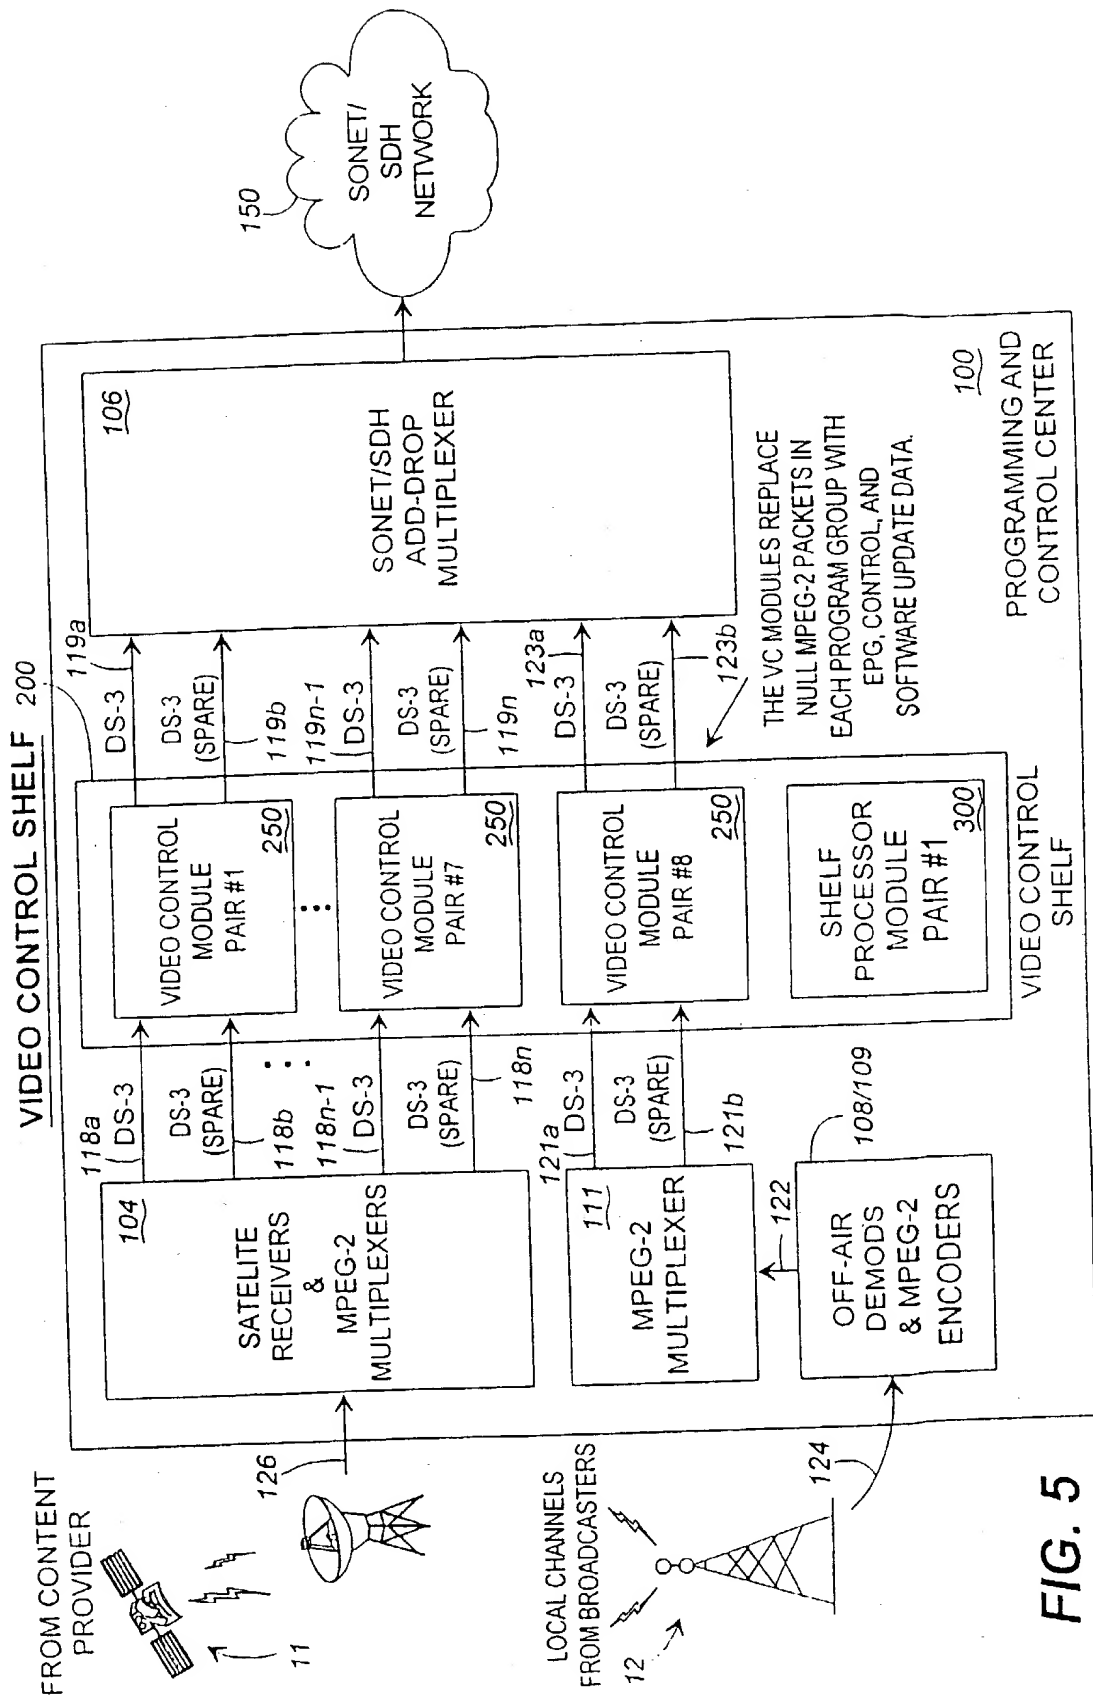 VIDEO CONTROL SHELF
FROM CONTENT
PROVIDER
11
126
LOCAL CHANNELS
FROM BROADCASTERS
12
124
104
SATELITE
RECEIVERS
&
MPEG-2
MULTIPLEXERS
111
MPEG-2
MULTIPLEXER
122
108/109
OFF-AIR
DEMODS
& MPEG-2
ENCODERS
118a
DS-3
DS-3
(SPARE)
118b
118n-1
DS-3
DS-3
(SPARE)
118n
121a
DS-3
DS-3
(SPARE)
121b
200
VIDEO CONTROL
MODULE
PAIR #1
250
VIDEO CONTROL
MODULE
PAIR #7
250
VIDEO CONTROL
MODULE
PAIR #8
250
SHELF
PROCESSOR
MODULE
PAIR #1
300
VIDEO CONTROL
SHELF
119a
DS-3
DS-3
(SPARE)
119b
119n-1
DS-3
DS-3
(SPARE)
119n
123a
DS-3
DS-3
(SPARE)
123b
THE VC MODULES REPLACE
NULL MPEG-2 PACKETS IN
EACH PROGRAM GROUP WITH
EPG, CONTROL, AND
SOFTWARE UPDATE DATA.
106
SONET/SDH
ADD-DROP
MULTIPLEXER
100
PROGRAMMING AND
CONTROL CENTER
150
SONET/
SDH
NETWORK
FIG. 5